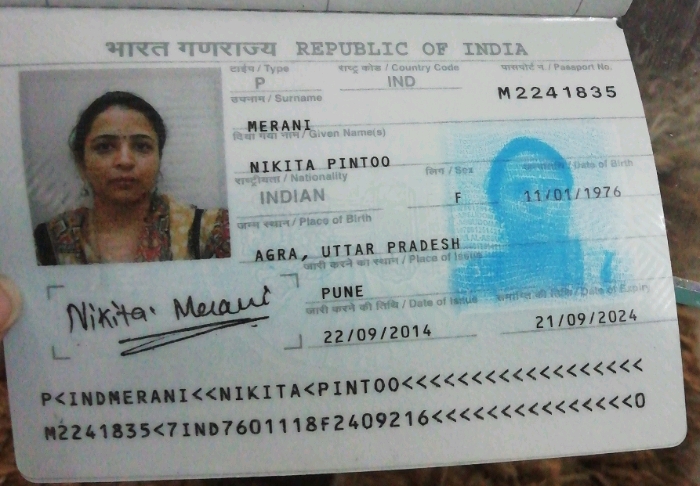 भारत गणराज्य REPUBLIC OF INDIA
टाईप / Type राष्ट्र कोड / Country Code पासपोर्ट नं. / Passport No.
P IND M2241835
उपनाम / Surname
MERANI
दिया गया नाम / Given Name(s)
NIKITA PINTOO
राष्ट्रीयता / Nationality लिंग / Sex जन्मतिथि / Date of Birth
INDIAN F 11/01/1976
जन्म स्थान / Place of Birth
AGRA, UTTAR PRADESH
जारी करने का स्थान / Place of Issue
PUNE
जारी करने की तिथि / Date of Issue समाप्ति की तिथि / Date of Expiry
22/09/2014 21/09/2024
Nikita Merani
P<INDMERANI<<NIKITA<PINTOO<<<<<<<<<<<<<<<<<<
M2241835<7IND7601118F2409216<<<<<<<<<<<<<<<0